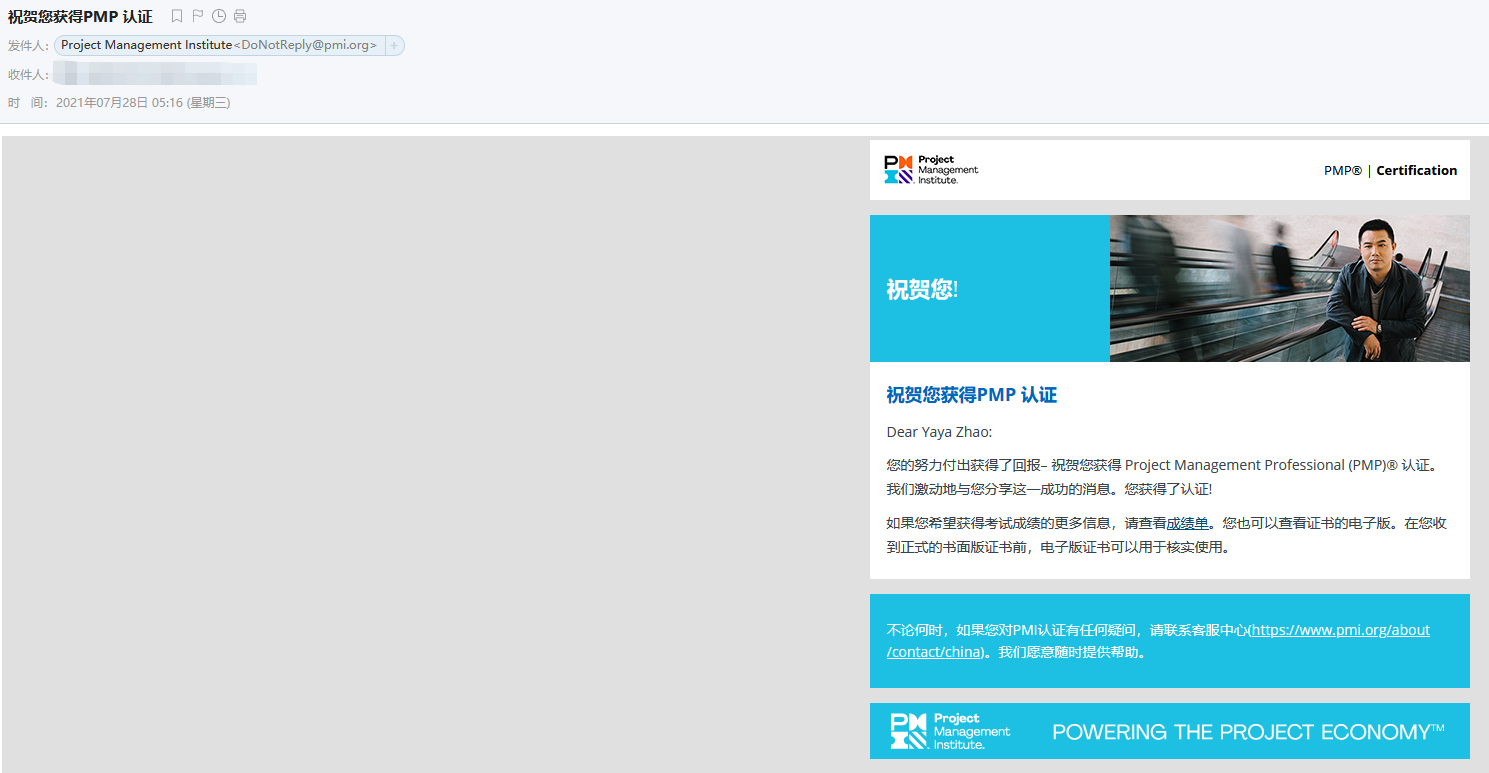 祝贺您获得PMP 认证
发件人： Project Management Institute<DoNotReply@pmi.org> +
收件人：
时 间： 2021年07月28日 05:16 (星期三)
Project
Management
Institute.
PMP® | Certification
祝贺您!
祝贺您获得PMP 认证
Dear Yaya Zhao:
您的努力付出获得了回报– 祝贺您获得 Project Management Professional (PMP)® 认证。
我们激动地与您分享这一成功的消息。您获得了认证!
如果您希望获得考试成绩的更多信息，请查看成绩单。您也可以查看证书的电子版。在您收
到正式的书面版证书前，电子版证书可以用于核实使用。
不论何时，如果您对PMI认证有任何疑问，请联系客服中心(https://www.pmi.org/about
/contact/china)。我们愿意随时提供帮助。
Project
Management
Institute.
POWERING THE PROJECT ECONOMY™